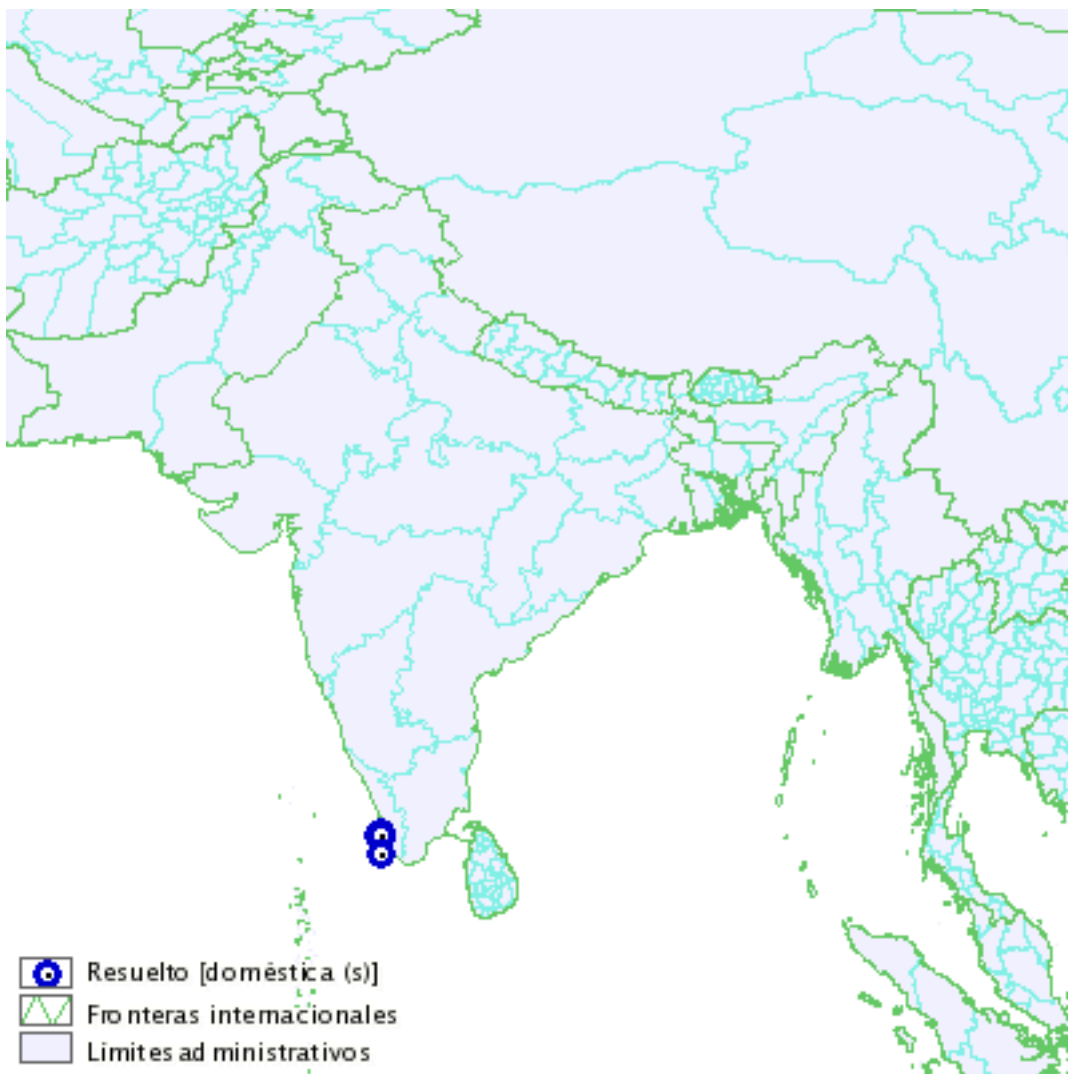 Resuelto [doméstica (s)]
Fronteras internacionales
Límites administrativos